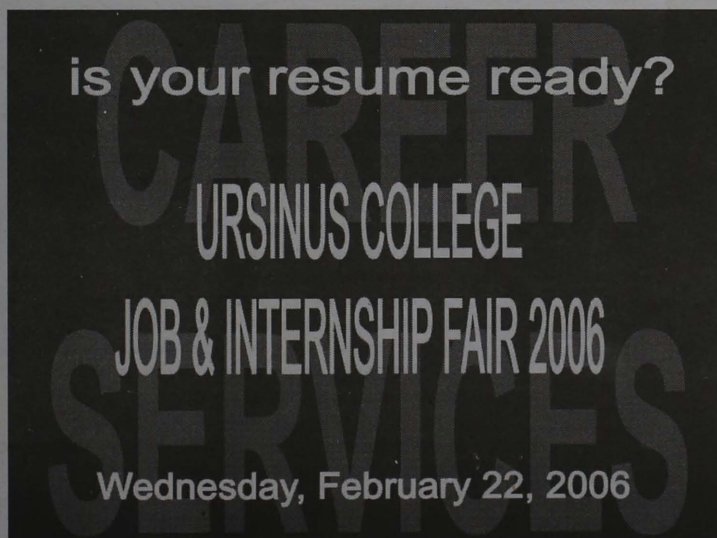 CAREER
is your resume ready?
URSINUS COLLEGE
JOB & INTERNSHIP FAIR 2006
SERVICES
Wednesday, February 22, 2006